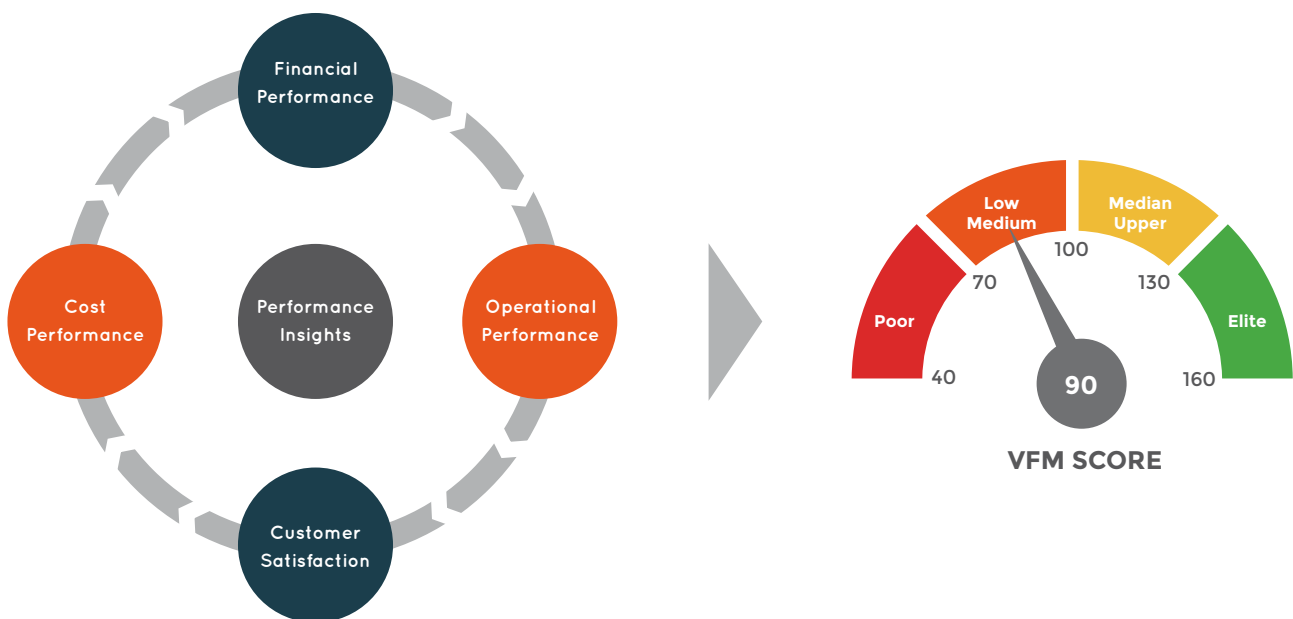 Financial
Performance
Cost
Performance
Performance
Insights
Operational
Performance
Customer
Satisfaction
Poor
Low
Medium
Median
Upper
Elite
40
70
100
130
160
90
VFM SCORE